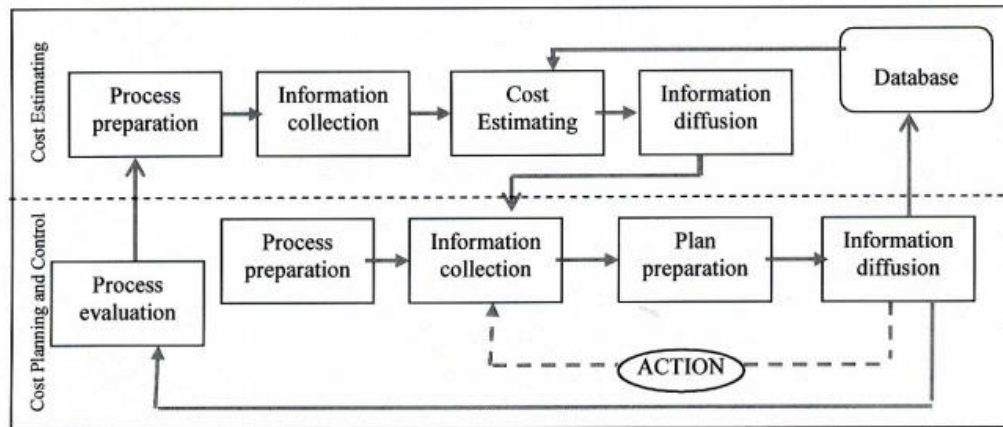 Cost Estimating
Process
preparation
Information
collection
Cost
Estimating
Information
diffusion
Database
Cost Planning and Control
Process
evaluation
Process
preparation
Information
collection
Plan
preparation
Information
diffusion
ACTION